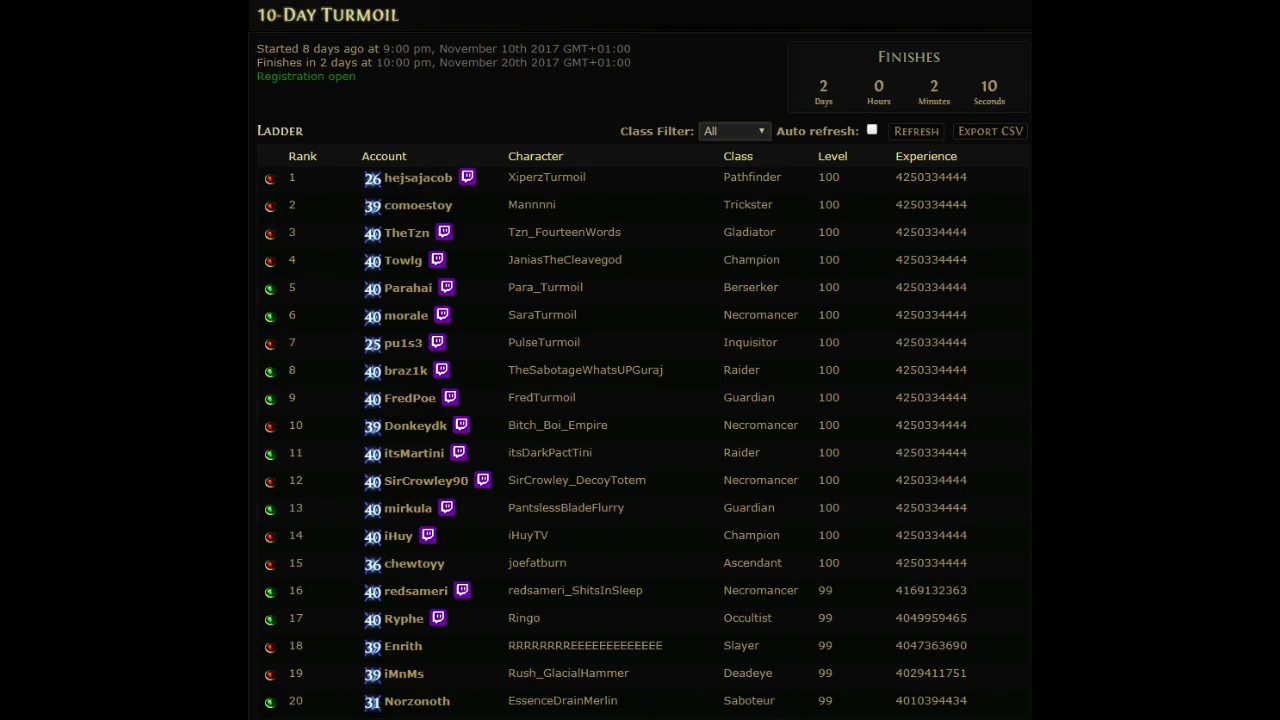 10-Day Turmoil
Started 8 days ago at 9:00 pm, November 10th 2017 GMT+01:00
Finishes in 2 days at 10:00 pm, November 20th 2017 GMT+01:00
Registration open
Finishes
2 0 2 10
Days Hours Minutes Seconds
Ladder Class Filter: All Auto refresh: Refresh Export CSV
Rank Account Character Class Level Experience
1 26 hejsajacob XiperzTurmoil Pathfinder 100 4250334444
2 39 comoestoy Mannnni Trickster 100 4250334444
3 40 TheTzn Tzn_FourteenWords Gladiator 100 4250334444
4 40 Towlg JaniasTheCleavegod Champion 100 4250334444
5 40 Parahai Para_Turmoil Berserker 100 4250334444
6 40 morale SaraTurmoil Necromancer 100 4250334444
7 25 pu1s3 PulseTurmoil Inquisitor 100 4250334444
8 40 braz1k TheSabotageWhatsUPGuraj Raider 100 4250334444
9 40 FredPoe FredTurmoil Guardian 100 4250334444
10 39 Donkeydk Bitch_Boi_Empire Necromancer 100 4250334444
11 40 itsMartini itsDarkPactTini Raider 100 4250334444
12 40 SirCrowley90 SirCrowley_DecoyTotem Necromancer 100 4250334444
13 40 mirkula PantslessBladeFlurry Guardian 100 4250334444
14 40 iHuy iHuyTV Champion 100 4250334444
15 36 chewtoyy joefatburn Ascendant 100 4250334444
16 40 redsameri redsameri_ShitsInSleep Necromancer 99 4169132363
17 40 Ryphe Ringo Occultist 99 4049959465
18 39 Enrith RRRRRRRREEEEEEEEEEEEE Slayer 99 4047363690
19 39 iMnMs Rush_GlacialHammer Deadeye 99 4029411751
20 31 Norzonoth EssenceDrainMerlin Saboteur 99 4010394434